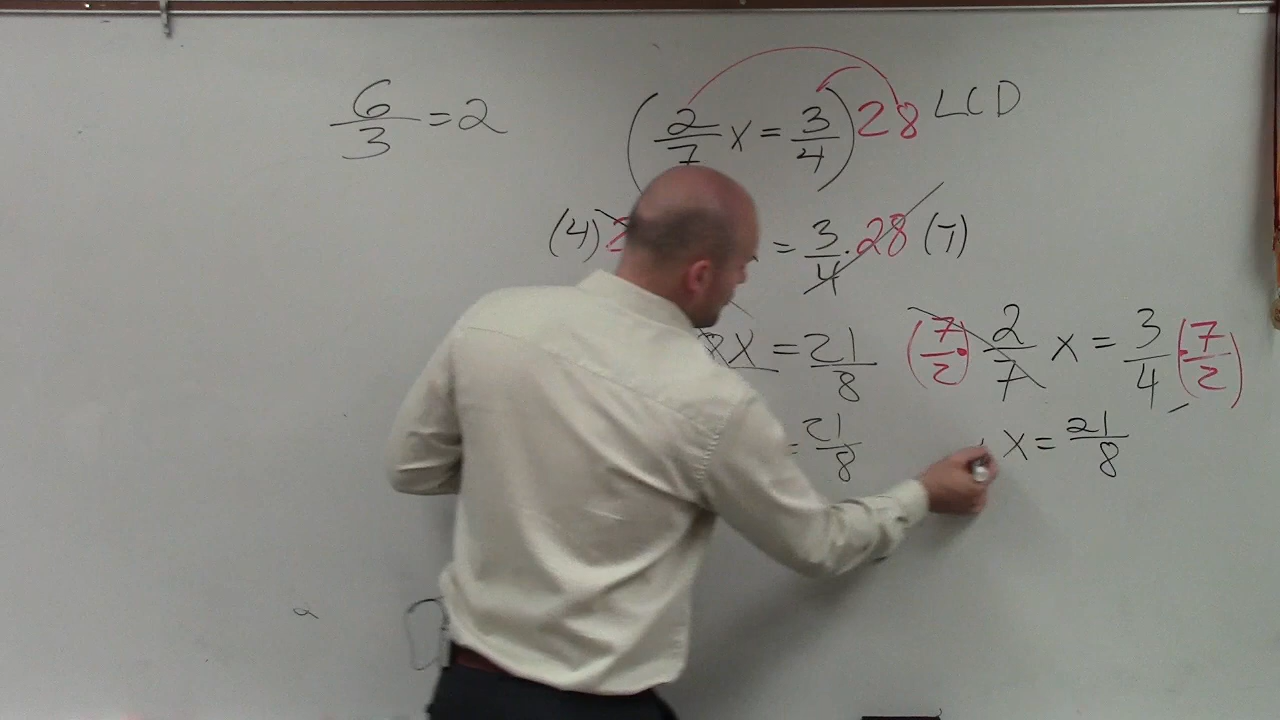 6/3 = 2
(2/7 x = 3/4) 28 LCD
(4) = 3/4 · 28 (7)
8x = 21/8
= 21/8
(7/2 ·) 2/7 x = 3/4 (· 7/2)
x = 21/8